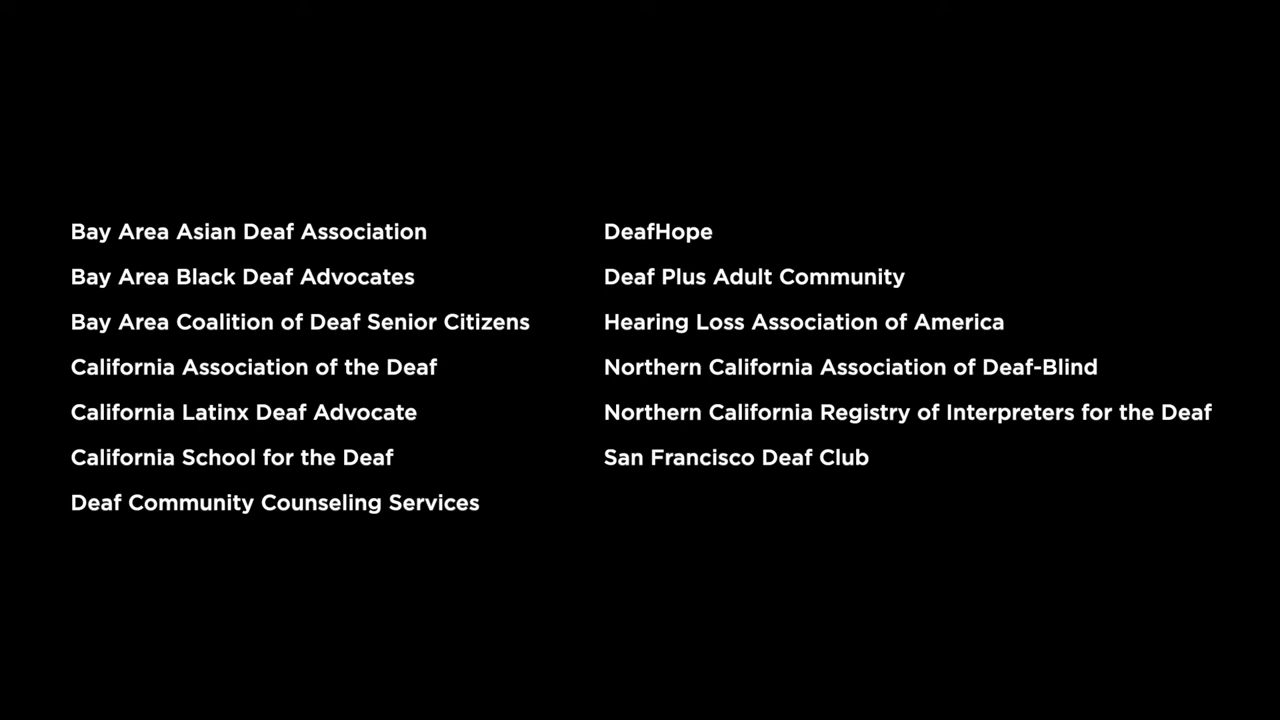 Bay Area Asian Deaf Association
Bay Area Black Deaf Advocates
Bay Area Coalition of Deaf Senior Citizens
California Association of the Deaf
California Latinx Deaf Advocate
California School for the Deaf
Deaf Community Counseling Services
DeafHope
Deaf Plus Adult Community
Hearing Loss Association of America
Northern California Association of Deaf-Blind
Northern California Registry of Interpreters for the Deaf
San Francisco Deaf Club